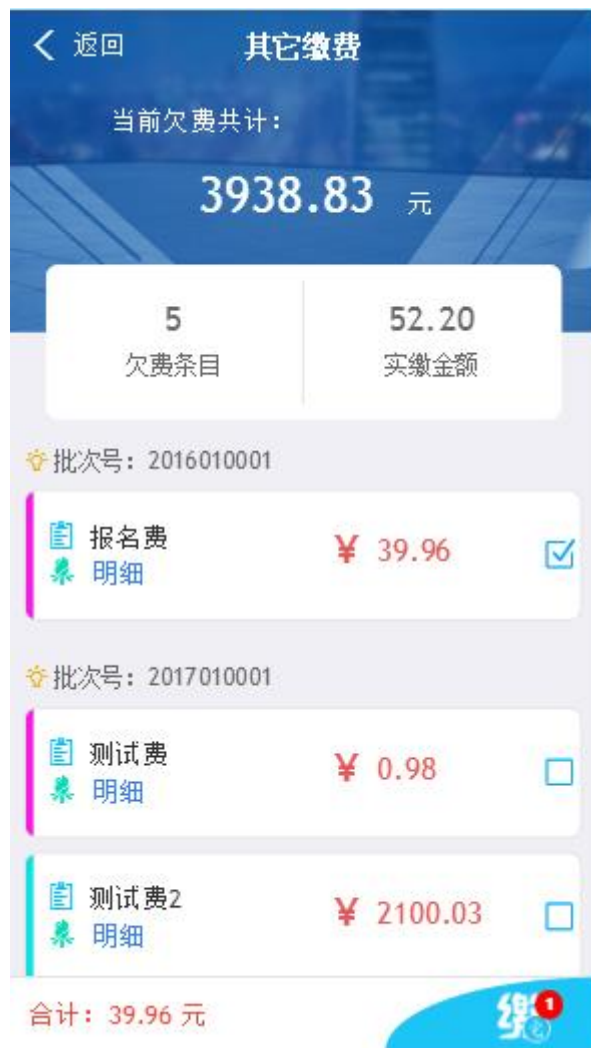 返回 其它缴费
当前欠费共计:
3938.83 元
5 52.20
欠费条目 实缴金额
批次号: 2016010001
报名费 ¥ 39.96
明细
批次号: 2017010001
测试费 ¥ 0.98
明细
测试费2 ¥ 2100.03
明细
合计: 39.96 元 缴 1